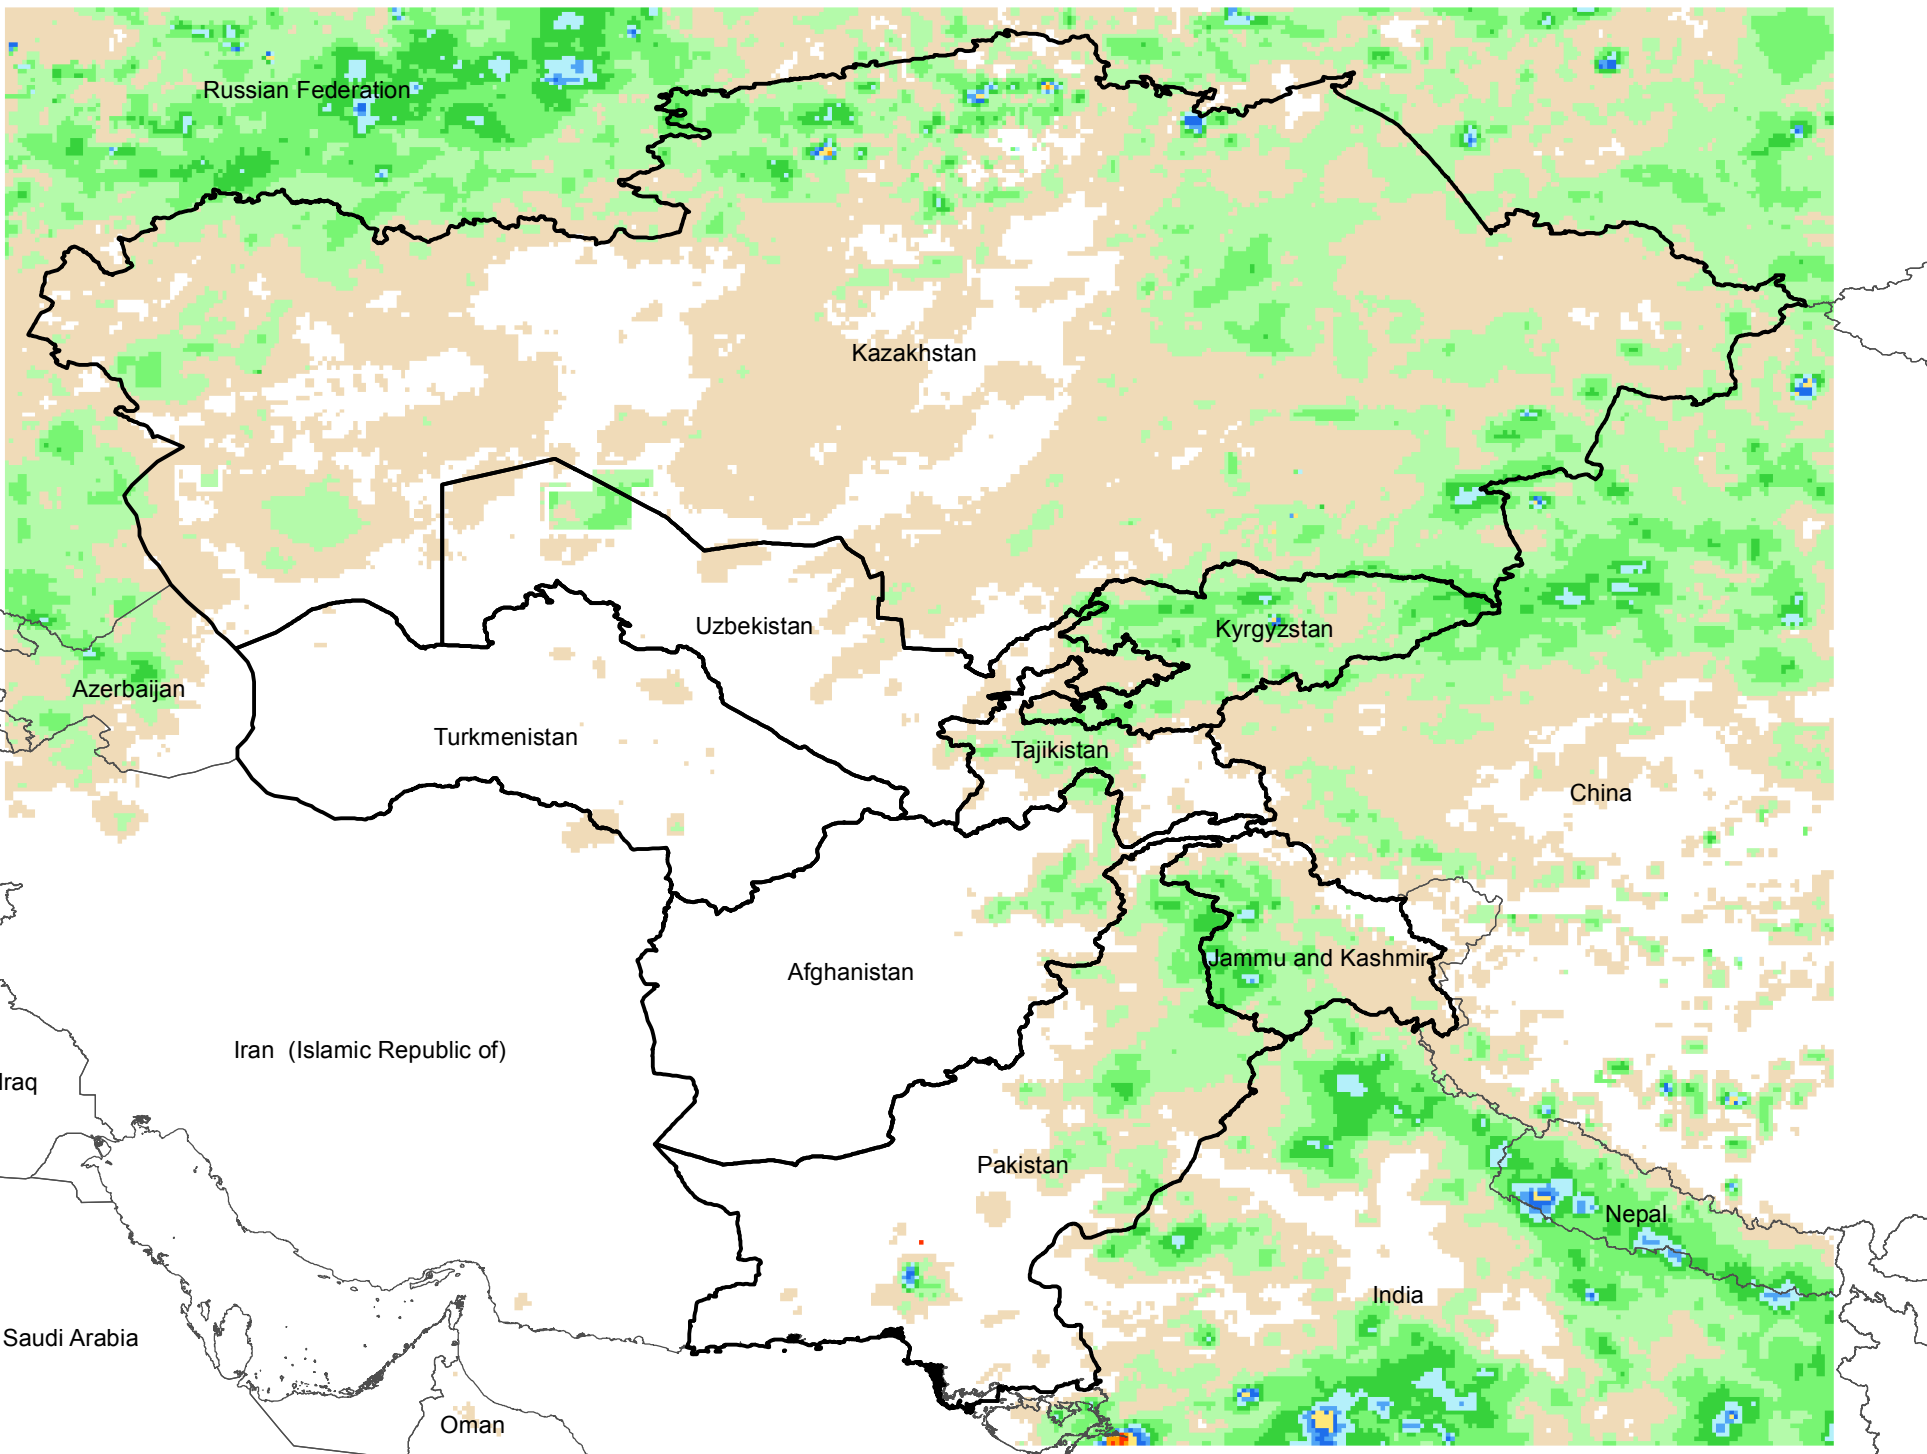 Russian Federation
Kazakhstan
Uzbekistan
Kyrgyzstan
Azerbaijan
Turkmenistan
Tajikistan
China
Jammu and Kashmir
Afghanistan
Iran (Islamic Republic of)
Iraq
Pakistan
Nepal
India
Saudi Arabia
Oman